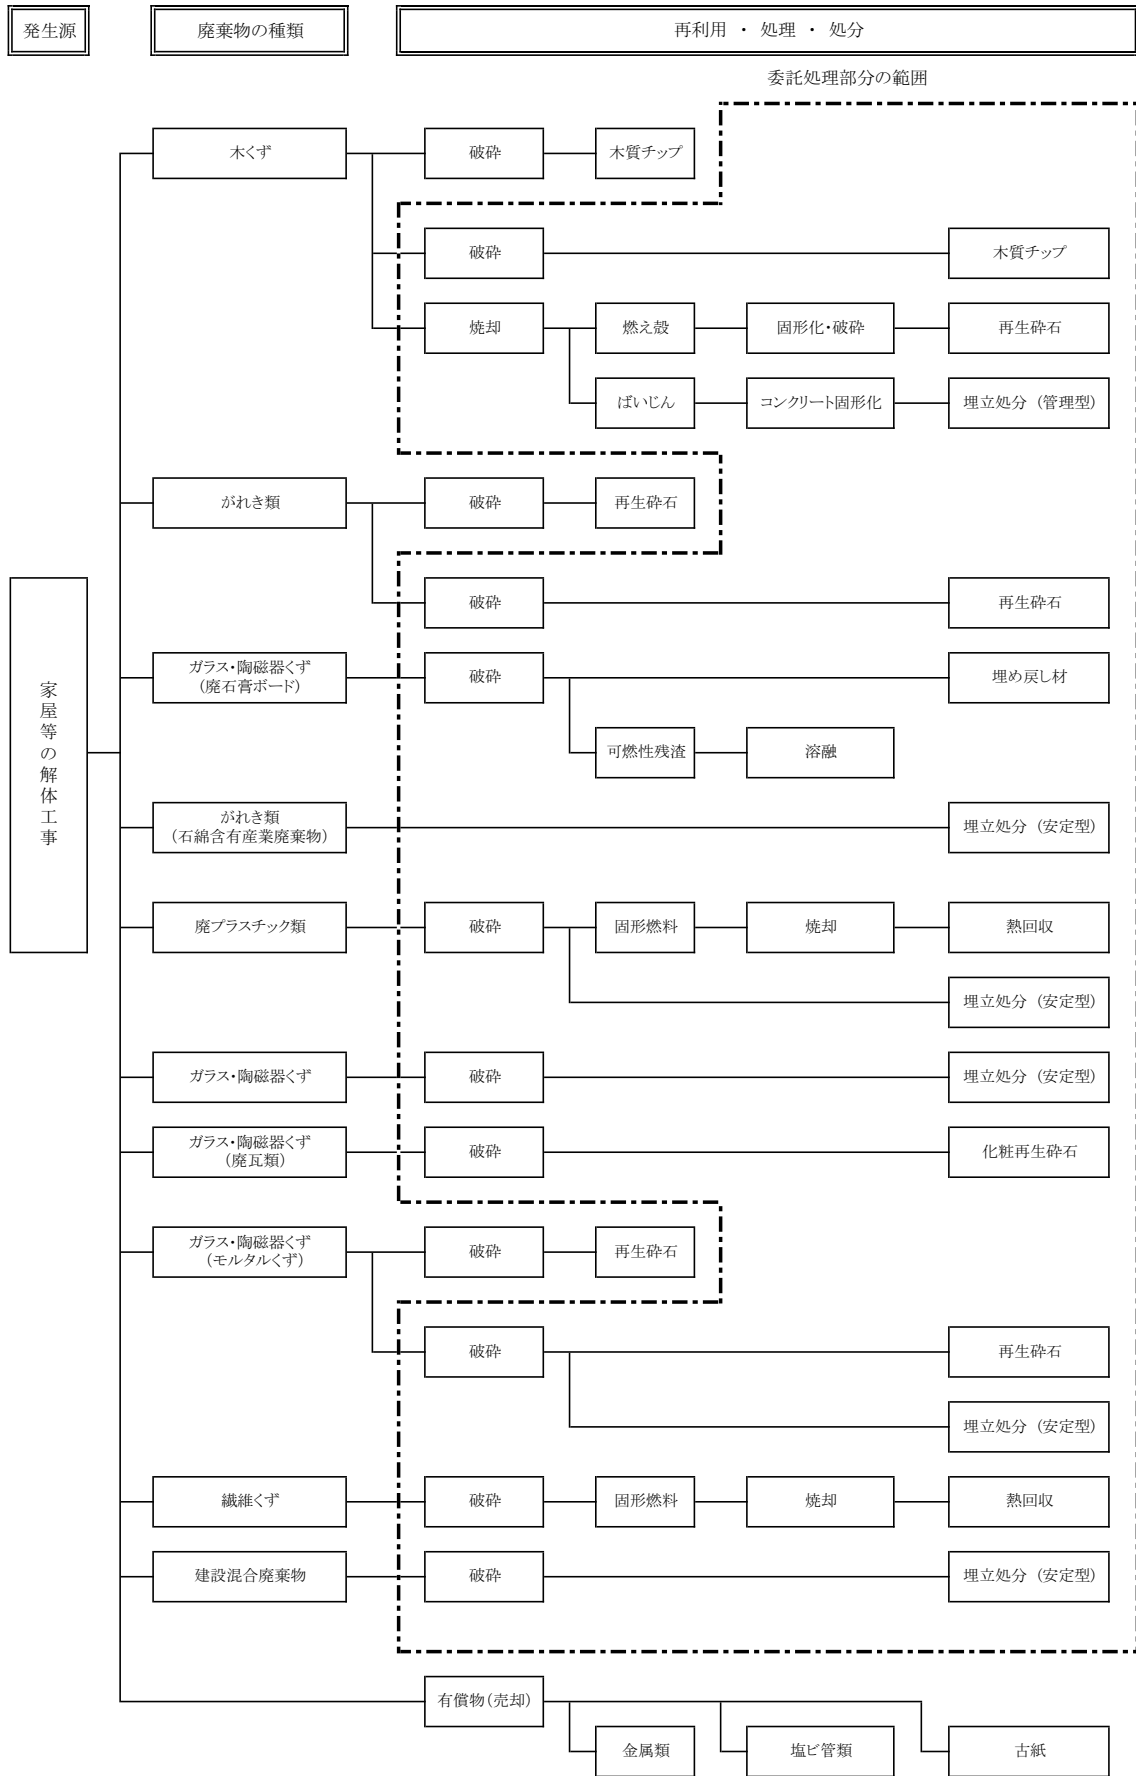 発生源
廃棄物の種類
再利用 ・ 処理 ・ 処分
委託処理部分の範囲
木くず
破砕
木質チップ
破砕
木質チップ
焼却
燃え殻
固形化・破砕
再生砕石
ばいじん
コンクリート固形化
埋立処分（管理型）
がれき類
破砕
再生砕石
破砕
再生砕石
家屋等の解体工事
ガラス・陶磁器くず
（廃石膏ボード）
破砕
埋め戻し材
可燃性残渣
溶融
がれき類
（石綿含有産業廃棄物）
埋立処分（安定型）
廃プラスチック類
破砕
固形燃料
焼却
熱回収
埋立処分（安定型）
ガラス・陶磁器くず
破砕
埋立処分（安定型）
ガラス・陶磁器くず
（廃瓦類）
破砕
化粧再生砕石
ガラス・陶磁器くず
（モルタルくず）
破砕
再生砕石
破砕
再生砕石
埋立処分（安定型）
繊維くず
破砕
固形燃料
焼却
熱回収
建設混合廃棄物
破砕
埋立処分（安定型）
有償物（売却）
金属類
塩ビ管類
古紙